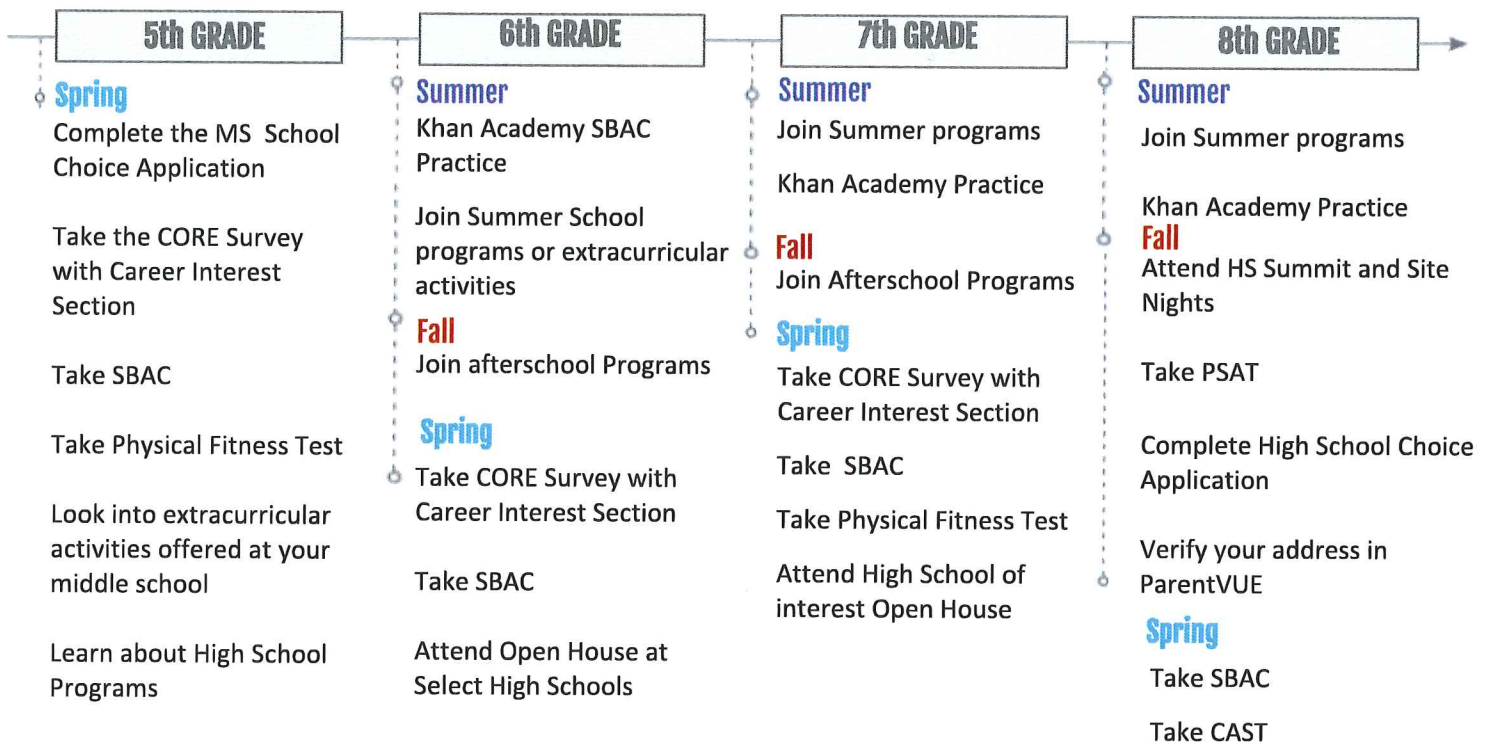 5th GRADE
Spring
Complete the MS School
Choice Application
Take the CORE Survey
with Career Interest
Section
Take SBAC
Take Physical Fitness Test
Look into extracurricular
activities offered at your
middle school
Learn about High School
Programs
6th GRADE
Summer
Khan Academy SBAC
Practice
Join Summer School
programs or extracurricular
activities
Fall
Join afterschool Programs
Spring
Take CORE Survey with
Career Interest Section
Take SBAC
Attend Open House at
Select High Schools
7th GRADE
Summer
Join Summer programs
Khan Academy Practice
Fall
Join Afterschool Programs
Spring
Take CORE Survey with
Career Interest Section
Take SBAC
Take Physical Fitness Test
Attend High School of
interest Open House
8th GRADE
Summer
Join Summer programs
Khan Academy Practice
Fall
Attend HS Summit and Site
Nights
Take PSAT
Complete High School Choice
Application
Verify your address in
ParentVUE
Spring
Take SBAC
Take CAST